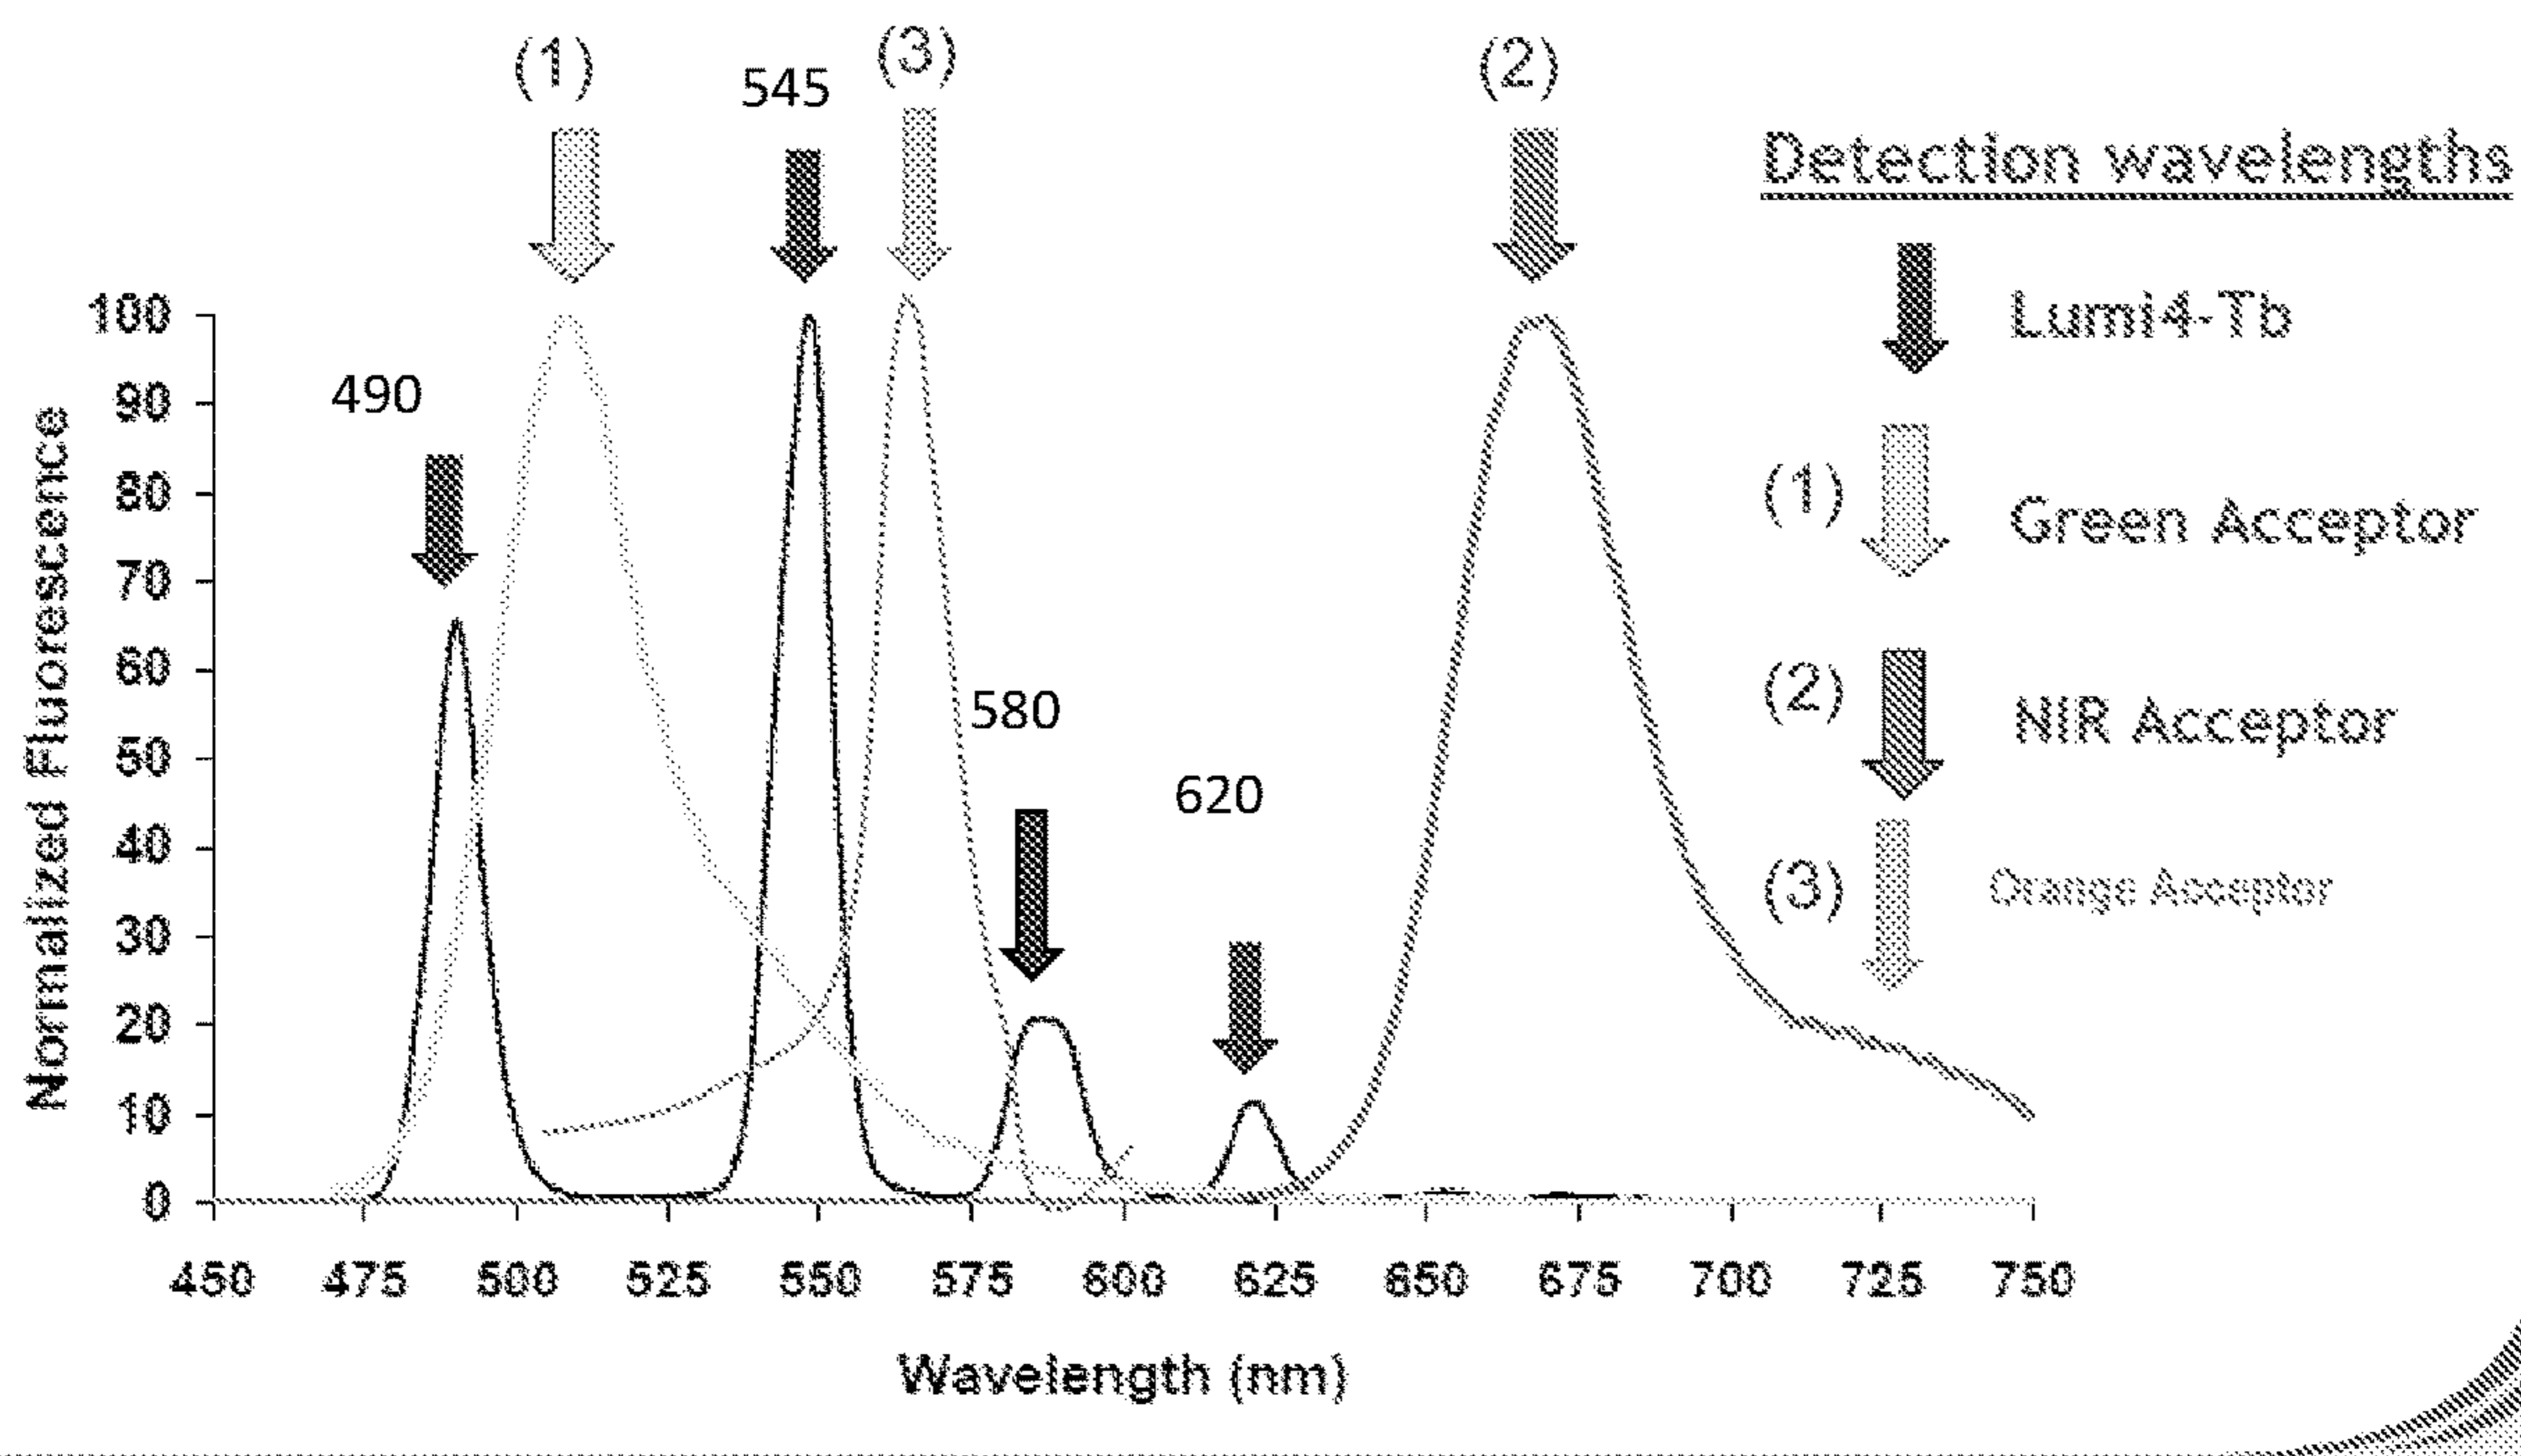 (1)
545
(3)
(2)
Detection wavelengths
490
580
620
Lumi4-Tb
(1)
Green Acceptor
(2)
NIR Acceptor
(3)
Orange Acceptor
Normalized Fluorescence
100
90
80
70
60
50
40
30
20
10
0
450 475 500 525 550 575 600 625 650 675 700 725 750
Wavelength (nm)